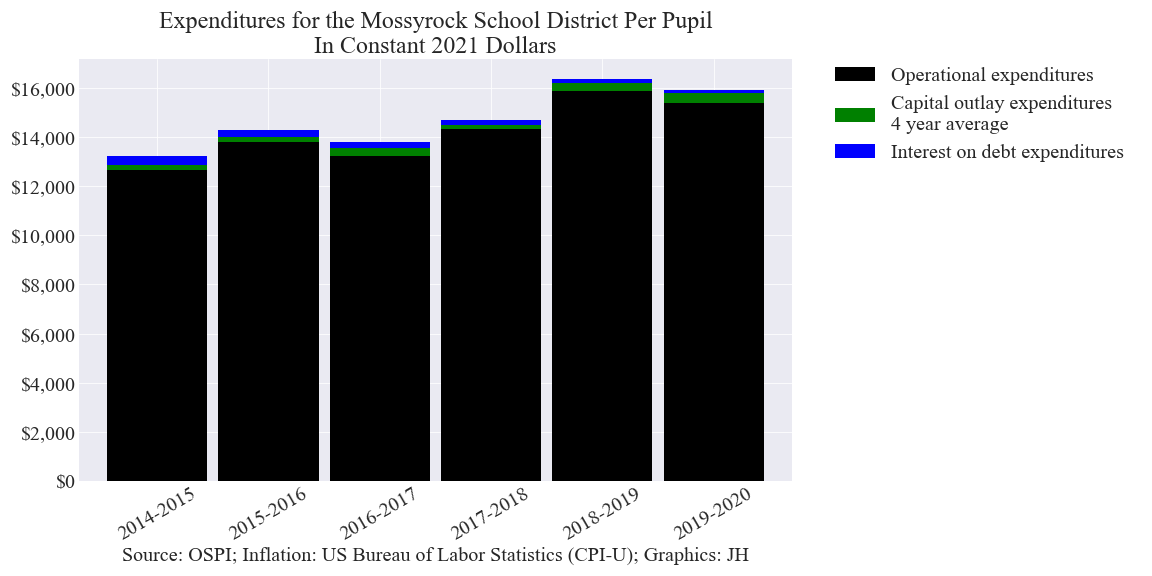 Expenditures for the Mossyrock School District Per Pupil
In Constant 2021 Dollars
$16,000
$14,000
$12,000
$10,000
$8,000
$6,000
$4,000
$2,000
$0
2014-2015
2015-2016
2016-2017
2017-2018
2018-2019
2019-2020
Source: OSPI; Inflation: US Bureau of Labor Statistics (CPI-U); Graphics: JH
Operational expenditures
Capital outlay expenditures
4 year average
Interest on debt expenditures